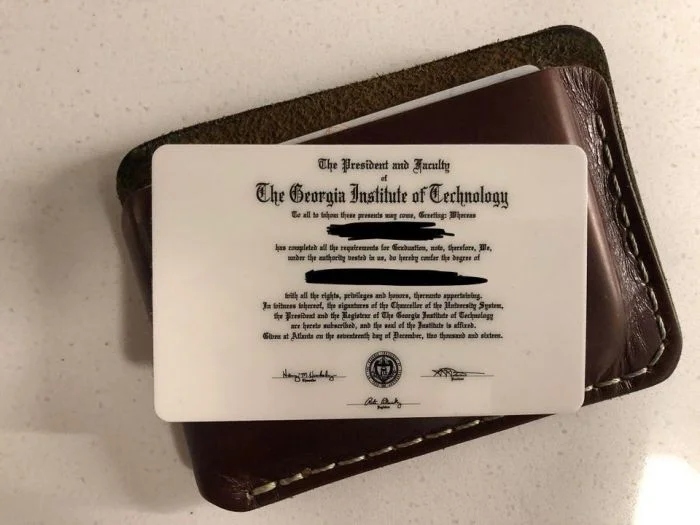 The President and Faculty
of
The Georgia Institute of Technology
To all to whom these presents may come, Greeting: Whereas
has completed all the requirements for Graduation, now, therefore, We,
under the authority vested in us, do hereby confer the degree of
with all the rights, privileges and honors, thereunto appertaining.
In witness whereof, the signatures of the Chancellor of the University System,
the President and the Registrar of The Georgia Institute of Technology
are hereto subscribed, and the seal of the Institute is affixed.
Given at Atlanta on the seventeenth day of December, two thousand and sixteen.
Chancellor
President
Registrar